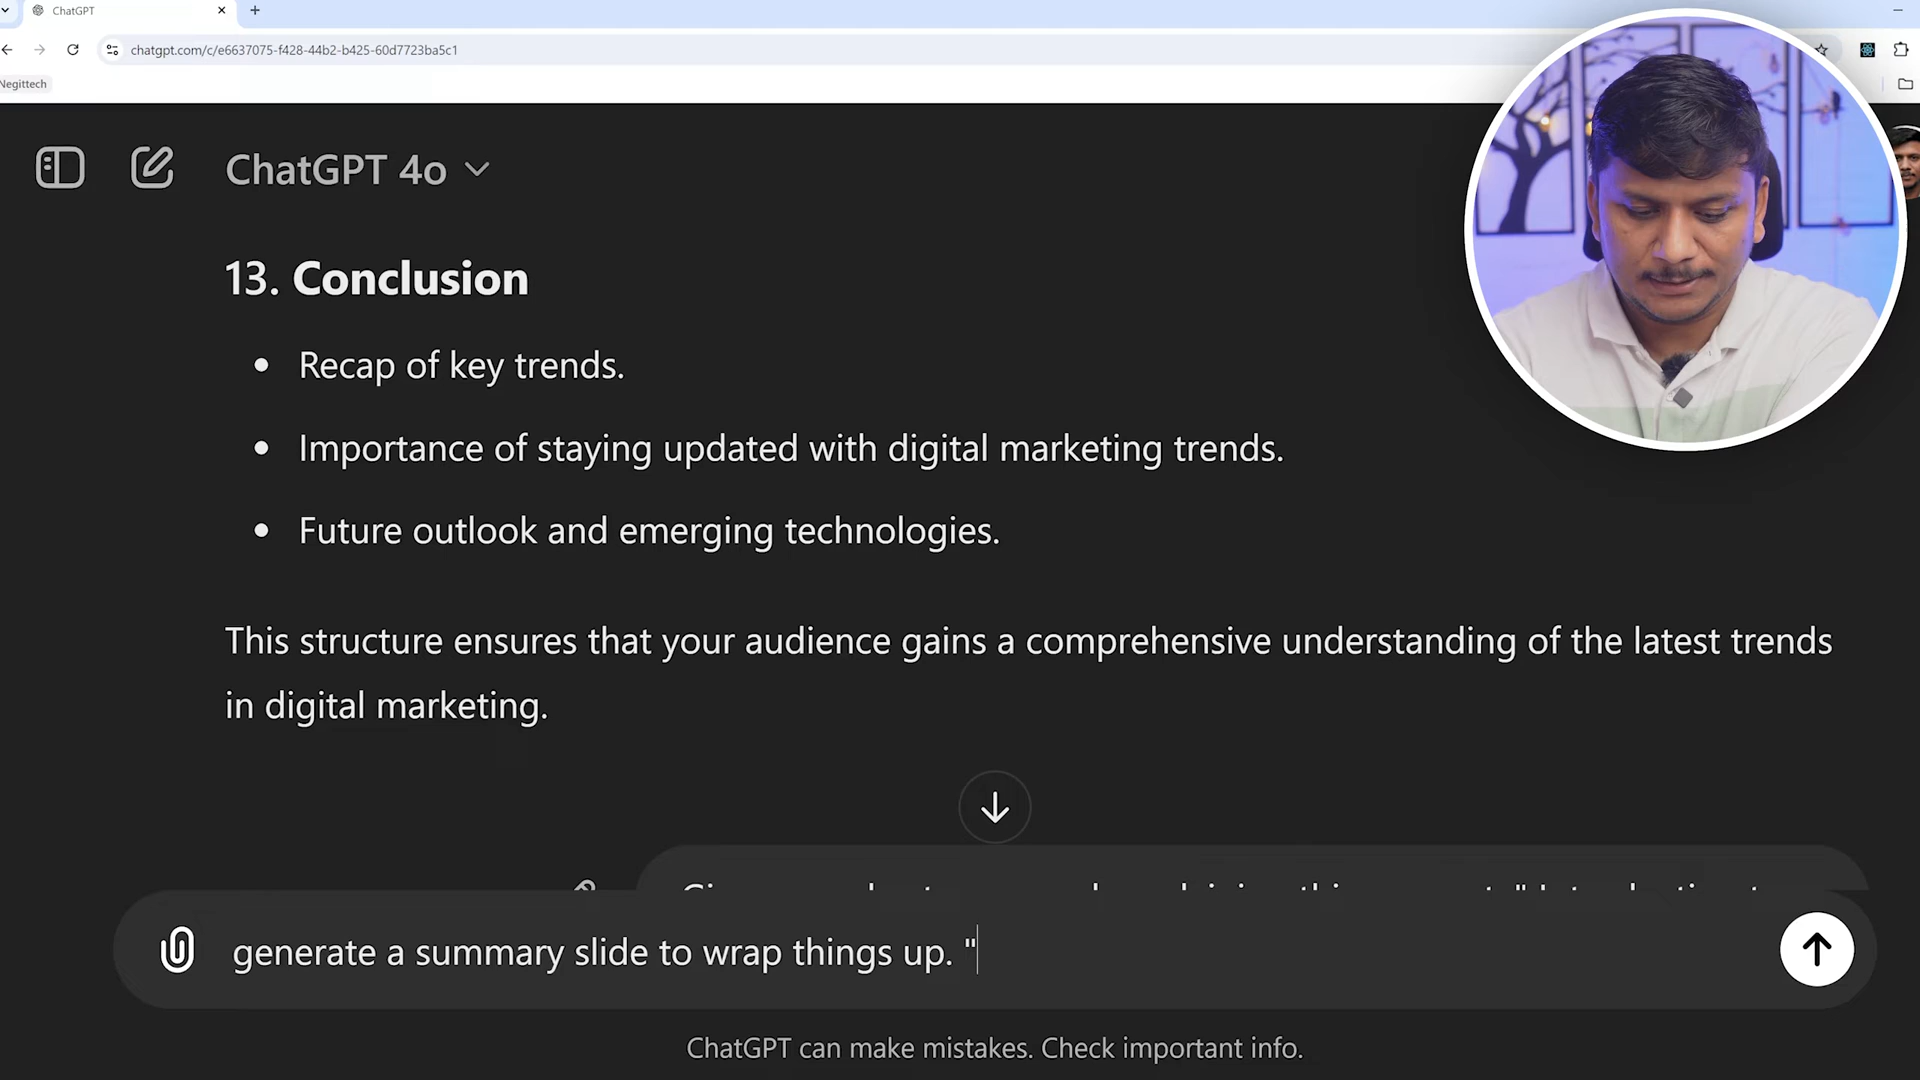 ChatGPT
chatgpt.com/c/e6637075-f428-44b2-b425-60d7723ba5c1
Negittech
ChatGPT 4o
13. Conclusion
• Recap of key trends.
• Importance of staying updated with digital marketing trends.
• Future outlook and emerging technologies.
This structure ensures that your audience gains a comprehensive understanding of the latest trends
in digital marketing.
generate a summary slide to wrap things up. "
ChatGPT can make mistakes. Check important info.